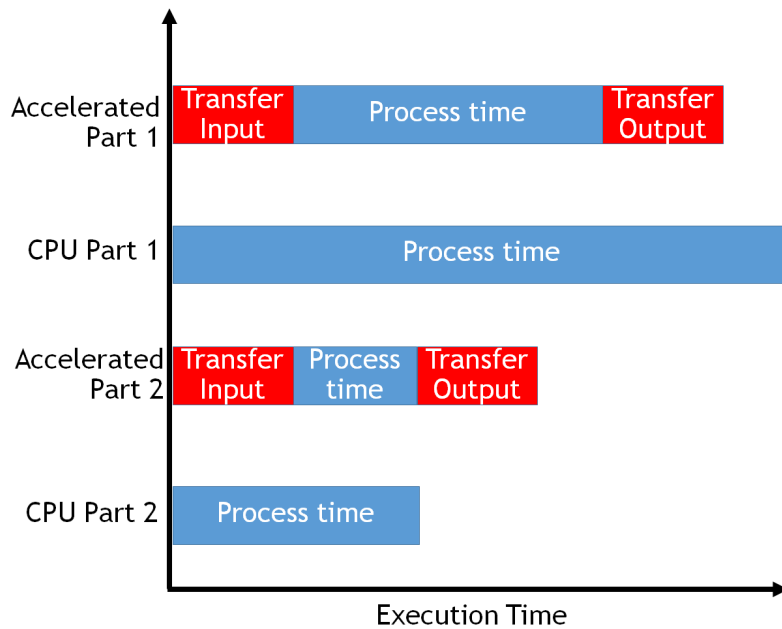 Accelerated
Part 1
Transfer
Input
Process time
Transfer
Output
CPU Part 1
Process time
Accelerated
Part 2
Transfer
Input
Process
time
Transfer
Output
CPU Part 2
Process time
Execution Time